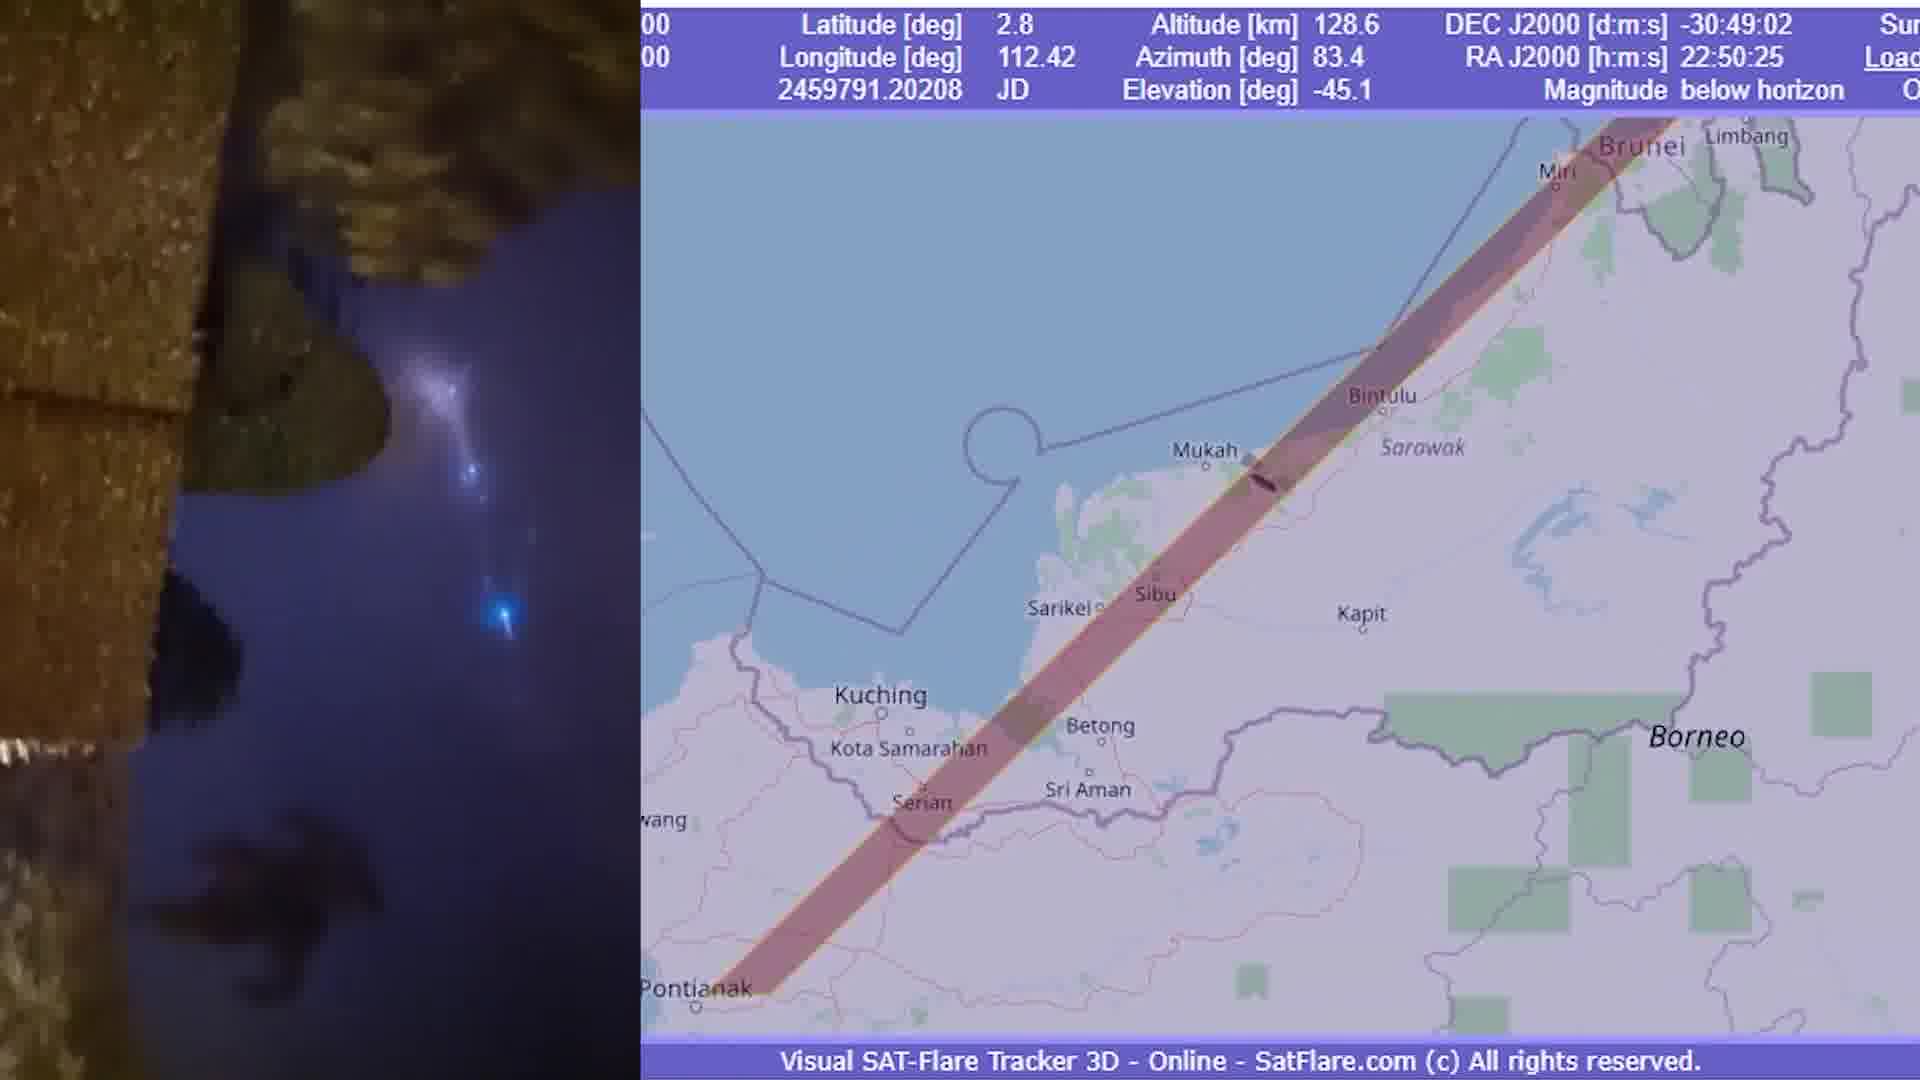 00 Latitude [deg] 2.8 Altitude [km] 128.6 DEC J2000 [d:m:s] -30:49:02 Sun
00 Longitude [deg] 112.42 Azimuth [deg] 83.4 RA J2000 [h:m:s] 22:50:25 Load
2459791.20208 JD Elevation [deg] -45.1 Magnitude below horizon O
Limbang
Brunei
Miri
Bintulu
Sarawak
Mukah
Sibu
Sarikei
Kapit
Kuching
Betong
Borneo
Kota Samarahan
Sri Aman
Serian
wang
Pontianak
Visual SAT-Flare Tracker 3D - Online - SatFlare.com (c) All rights reserved.